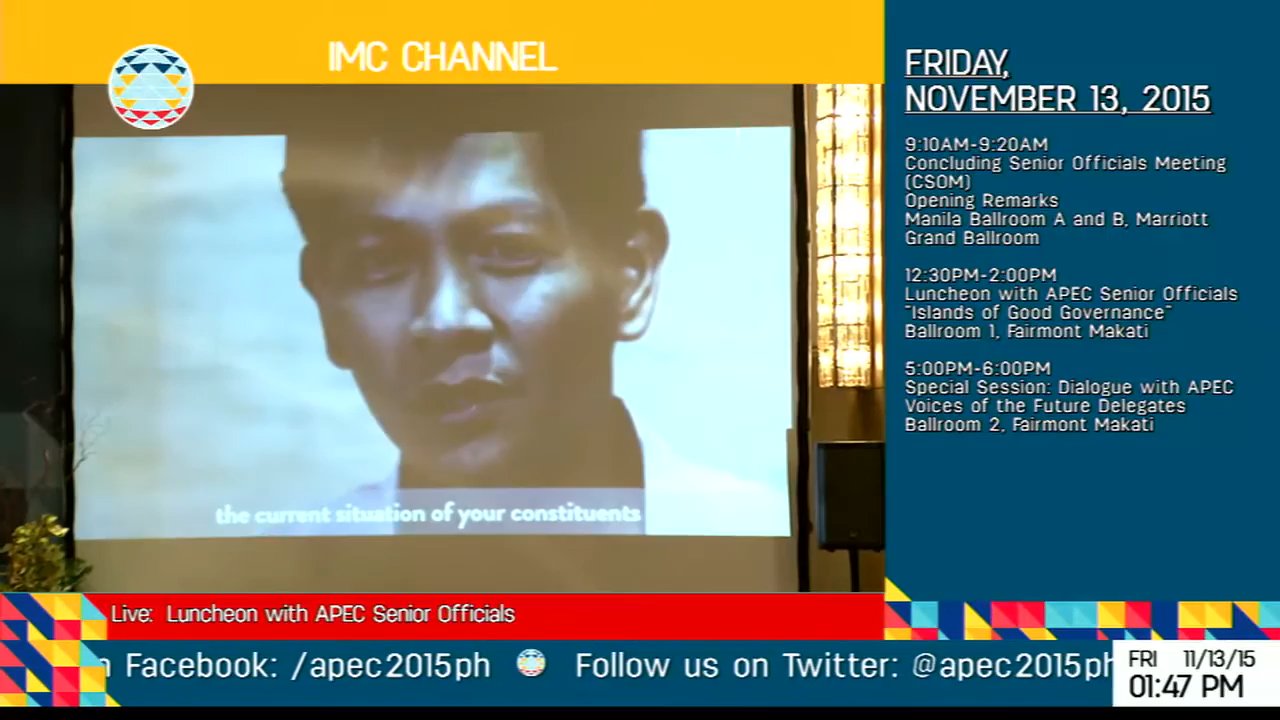 IMC CHANNEL
the current situation of your constituents
Live: Luncheon with APEC Senior Officials
Facebook: /apec2015ph Follow us on Twitter: @apec2015ph
FRIDAY,
NOVEMBER 13, 2015
9:10AM-9:20AM
Concluding Senior Officials Meeting
(CSOM)
Opening Remarks
Manila Ballroom A and B, Marriott
Grand Ballroom
12:30PM-2:00PM
Luncheon with APEC Senior Officials
"Islands of Good Governance"
Ballroom 1, Fairmont Makati
5:00PM-6:00PM
Special Session: Dialogue with APEC
Voices of the Future Delegates
Ballroom 2, Fairmont Makati
FRI 11/13/15
01:47 PM